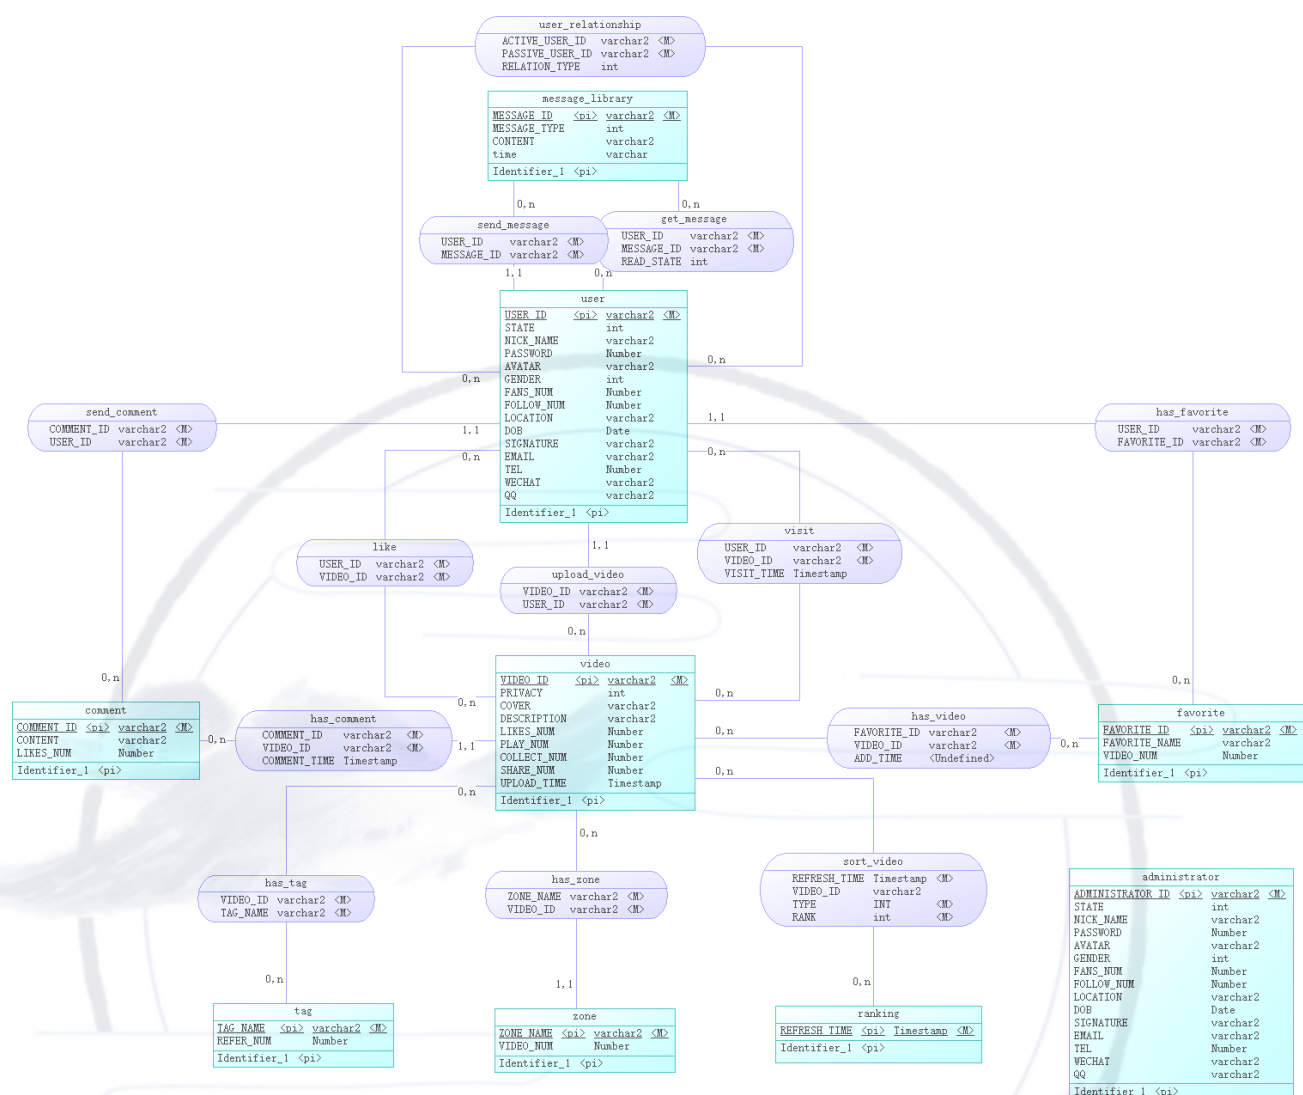 user_relationship
ACTIVE_USER_ID varchar2 <M>
PASSIVE_USER_ID varchar2 <M>
RELATION_TYPE int
message_library
MESSAGE_ID <pi> varchar2 <M>
MESSAGE_TYPE int
CONTENT varchar2
time varchar
Identifier_1 <pi>
0,n
0,n
send_message
USER_ID varchar2 <M>
MESSAGE_ID varchar2 <M>
get_message
USER_ID varchar2 <M>
MESSAGE_ID varchar2 <M>
READ_STATE int
1,1
0,n
user
USER_ID <pi> varchar2 <M>
STATE int
NICK_NAME varchar2
PASSWORD Number
AVATAR varchar2
GENDER int
FANS_NUM Number
FOLLOW_NUM Number
LOCATION varchar2
DOB Date
SIGNATURE varchar2
EMAIL varchar2
TEL Number
WECHAT varchar2
QQ varchar2
Identifier_1 <pi>
0,n
0,n
send_comment
COMMENT_ID varchar2 <M>
USER_ID varchar2 <M>
1,1
1,1
has_favorite
USER_ID varchar2 <M>
FAVORITE_ID varchar2 <M>
0,n
0,n
like
USER_ID varchar2 <M>
VIDEO_ID varchar2 <M>
1,1
upload_video
VIDEO_ID varchar2 <M>
USER_ID varchar2 <M>
0,n
visit
USER_ID varchar2 <M>
VIDEO_ID varchar2 <M>
VISIT_TIME Timestamp
0,n
0,n
video
VIDEO_ID <pi> varchar2 <M>
PRIVACY int
COVER varchar2
DESCRIPTION varchar2
LIKES_NUM Number
PLAY_NUM Number
COLLECT_NUM Number
SHARE_NUM Number
UPLOAD_TIME Timestamp
Identifier_1 <pi>
0,n
0,n
comment
COMMENT_ID <pi> varchar2 <M>
CONTENT varchar2
LIKES_NUM Number
Identifier_1 <pi>
0,n
has_comment
COMMENT_ID varchar2 <M>
VIDEO_ID varchar2 <M>
COMMENT_TIME Timestamp
1,1
0,n
has_video
FAVORITE_ID varchar2 <M>
VIDEO_ID varchar2 <M>
ADD_TIME <Undefined>
0,n
favorite
FAVORITE_ID <pi> varchar2 <M>
FAVORITE_NAME varchar2
VIDEO_NUM Number
Identifier_1 <pi>
0,n
0,n
0,n
has_tag
VIDEO_ID varchar2 <M>
TAG_NAME varchar2 <M>
has_zone
ZONE_NAME varchar2 <M>
VIDEO_ID varchar2 <M>
sort_video
REFRESH_TIME Timestamp <M>
VIDEO_ID varchar2
TYPE INT <M>
RANK int <M>
0,n
1,1
0,n
tag
TAG_NAME <pi> varchar2 <M>
REFER_NUM Number
Identifier_1 <pi>
zone
ZONE_NAME <pi> varchar2 <M>
VIDEO_NUM Number
Identifier_1 <pi>
ranking
REFRESH_TIME <pi> Timestamp <M>
Identifier_1 <pi>
administrator
ADMINISTRATOR_ID <pi> varchar2 <M>
STATE int
NICK_NAME varchar2
PASSWORD Number
AVATAR varchar2
GENDER int
FANS_NUM Number
FOLLOW_NUM Number
LOCATION varchar2
DOB Date
SIGNATURE varchar2
EMAIL varchar2
TEL Number
WECHAT varchar2
QQ varchar2
Identifier_1 <pi>